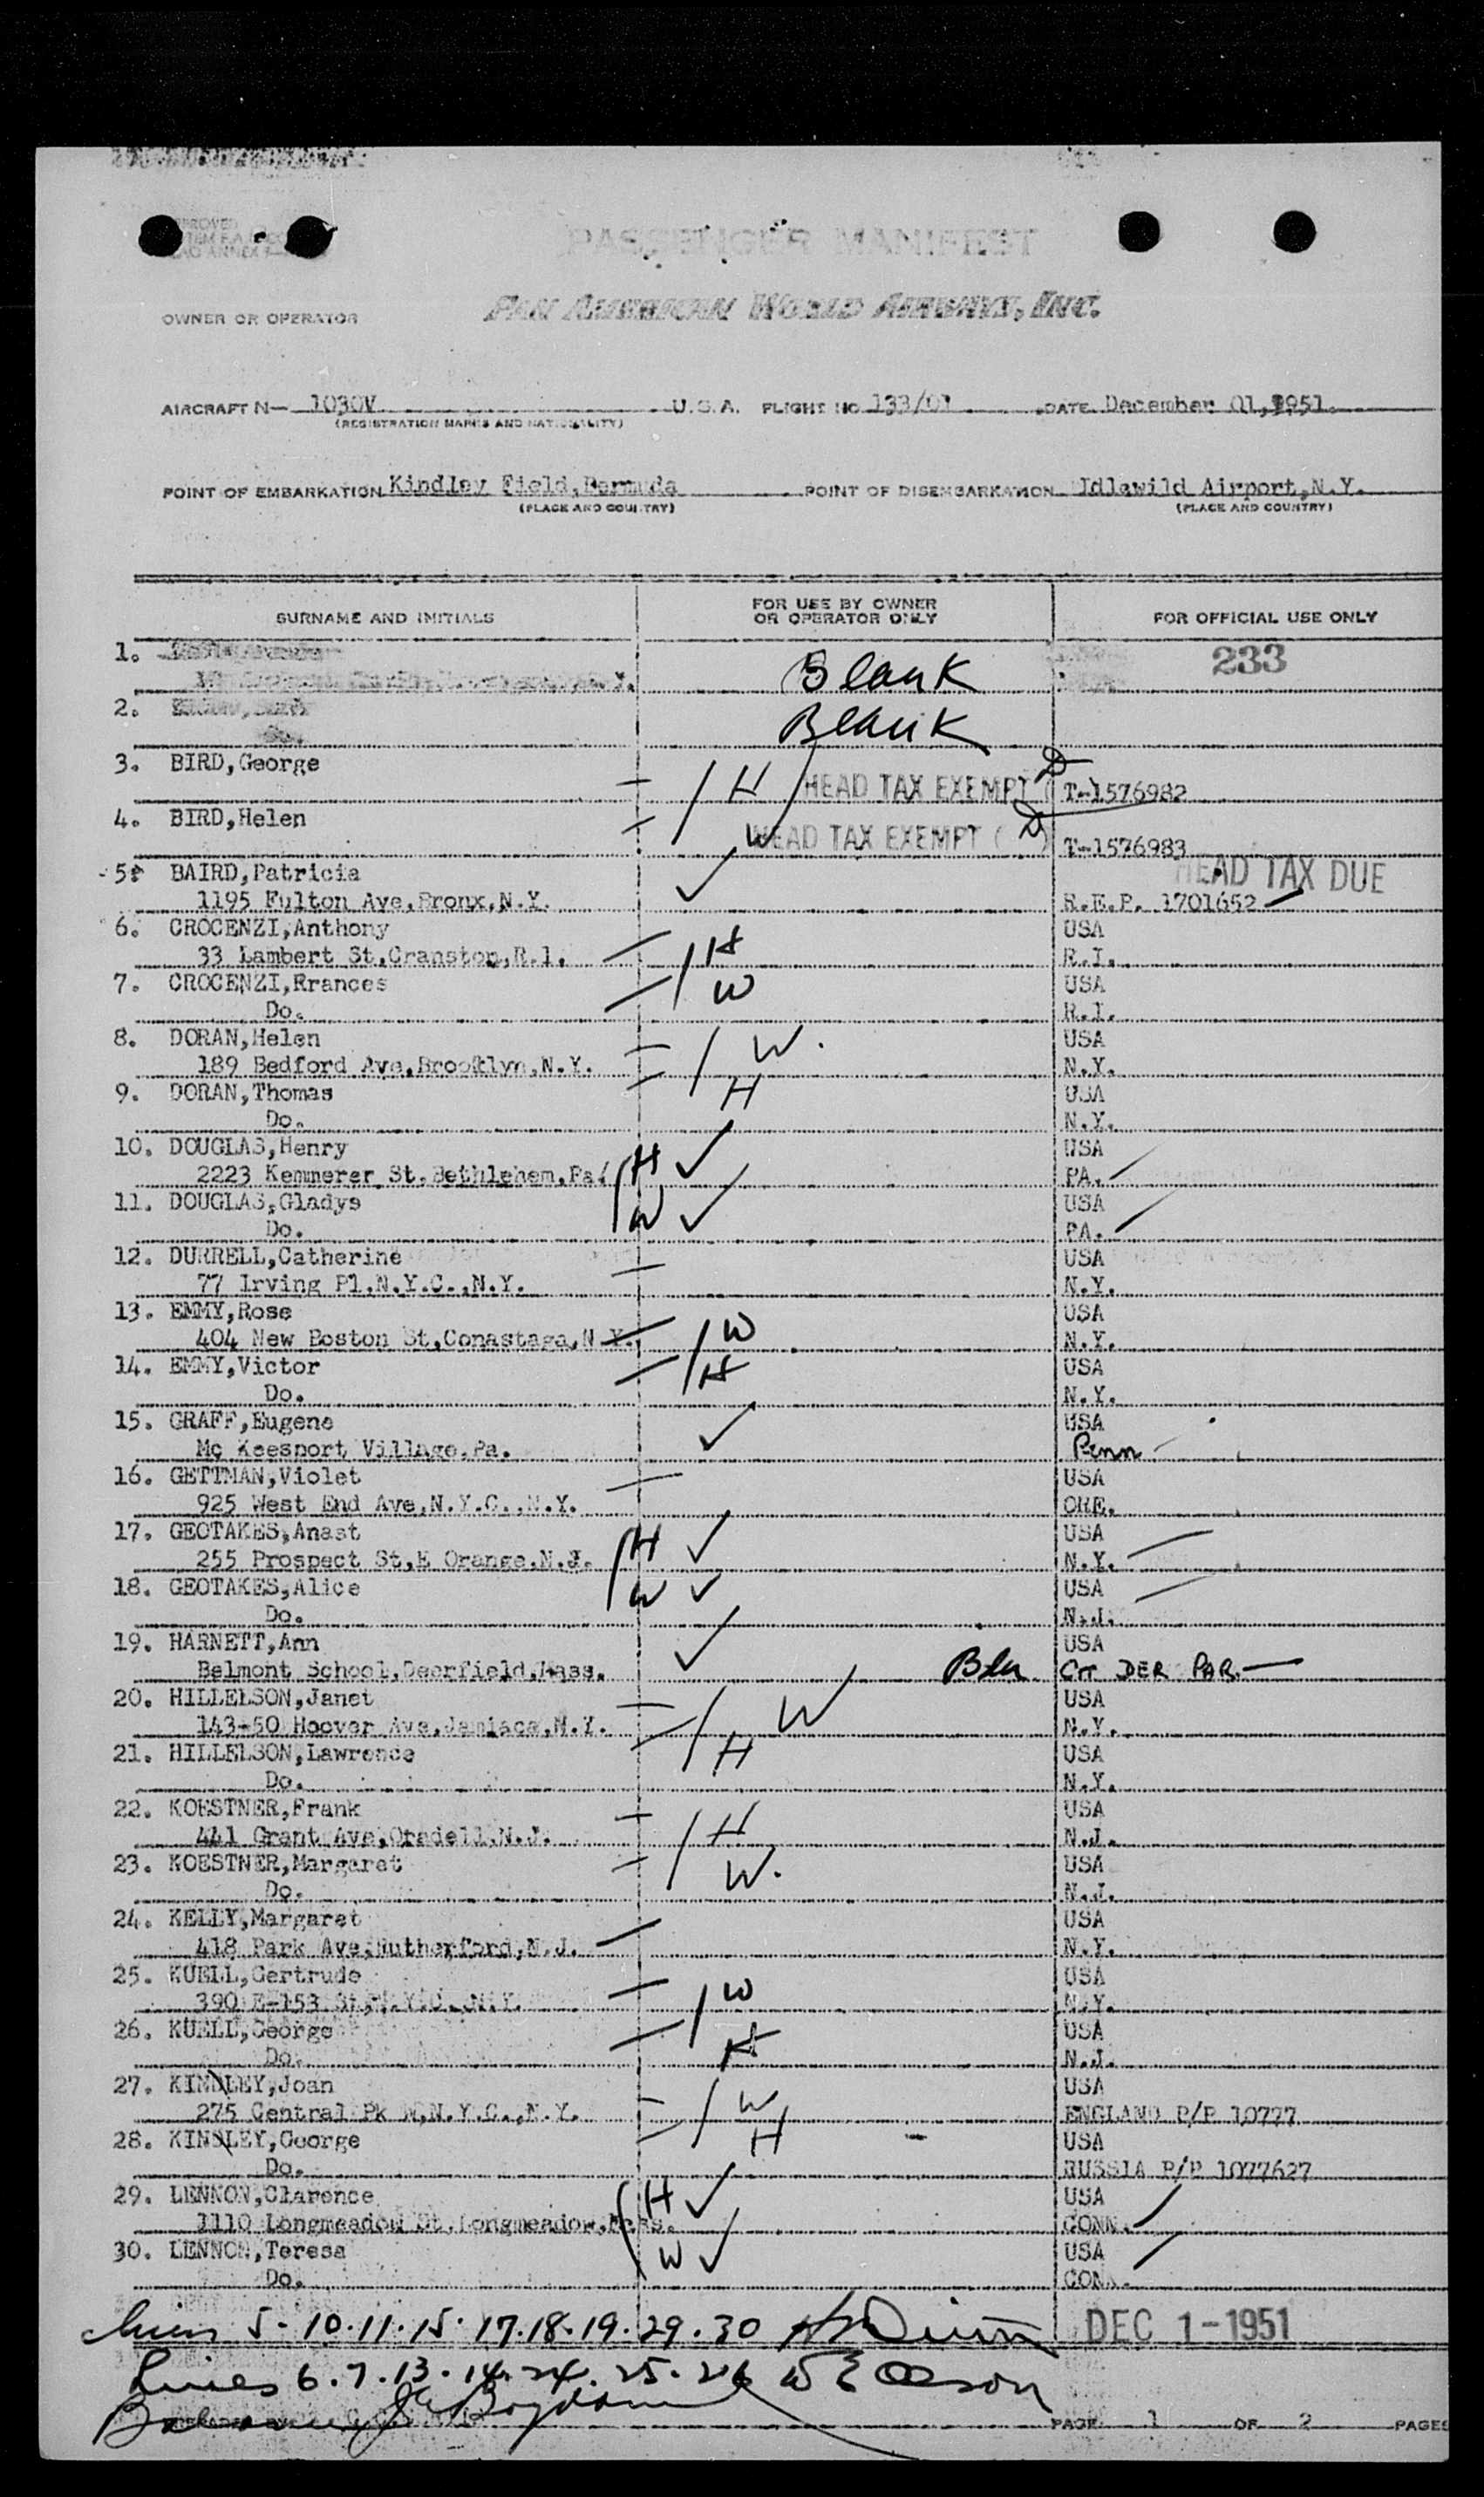 PASSENGER MANIFEST
OWNER OR OPERATOR PAN AMERICAN WORLD AIRWAYS, INC.
AIRCRAFT N— 1030V U.S.A. FLIGHT NO 133/01 DATE December 01,1951
(REGISTRATION MARKS AND NATIONALITY)
POINT OF EMBARKATION Kindley Field,Bermuda POINT OF DISEMBARKATION Idlewild Airport,N.Y.
(PLACE AND COUNTRY) (PLACE AND COUNTRY)
SURNAME AND INITIALS FOR USE BY OWNER OR OPERATOR ONLY FOR OFFICIAL USE ONLY
1. Blank 233
2. Blank
3. BIRD,George H HEAD TAX EXEMPT T-1576982
4. BIRD,Helen W HEAD TAX EXEMPT T-1576983
5. BAIRD,Patricia HEAD TAX DUE
1195 Fulton Ave,Bronx,N.Y. R.E.P. 1701652
6. CROCENZI,Anthony H USA
33 Lambert St,Cranston,R.I. R.I.
7. CROCENZI,Rrances W USA
Do. R.I.
8. DORAN,Helen W. USA
189 Bedford Ave,Brooklyn,N.Y. N.Y.
9. DORAN,Thomas H USA
Do. N.Y.
10. DOUGLAS,Henry H USA
2223 Kemmerer St.Bethlehem,Pa. PA.
11. DOUGLAS,Gladys W USA
Do. PA.
12. DURRELL,Catherine USA
77 Irving Pl.N.Y.C.,N.Y. N.Y.
13. EMMY,Rose W USA
404 New Boston St,Conastaga,N.Y. N.Y.
14. EMMY,Victor H USA
Do. N.Y.
15. GRAFF,Eugene USA
Mc Keesport Village,Pa. Penn
16. GETTMAN,Violet USA
925 West End Ave,N.Y.C.,N.Y. ORE.
17. GEOTAKES,Anast H USA
255 Prospect St,E Orange,N.J. N.Y.
18. GEOTAKES,Alice W USA
Do. N.J.
19. HARNETT,Ann USA
Belmont School,Deerfield,Mass. DER PAR.
20. HILLELSON,Janet W USA
143-50 Hoover Ave,Jamiaca,N.Y. N.Y.
21. HILLELSON,Lawrence H USA
Do. N.Y.
22. KOESTNER,Frank H USA
441 Grant Ave,Oradell,N.J. N.J.
23. KOESTNER,Margaret W. USA
Do. N.J.
24. KELLY,Margaret USA
418 Park Ave,Rutherford,N.J. N.Y.
25. KUELL,Gertrude W USA
390 E-153 St,N.Y.C.,N.Y. N.Y.
26. KUELL,George H USA
Do. N.J.
27. KINSLEY,Joan W USA
275 Central Pk W,N.Y.C.,N.Y. ENGLAND P/P 10777
28. KINSLEY,George H USA
Do. RUSSIA P/P 1077627
29. LENNON,Clarence H USA
1110 Longmeadow St.Longmeadow,Mass. CONN.
30. LENNON,Teresa W USA
Do. CONN.
Lines 5-10.11.15.17.18.19.29.30 DEC 1-1951
Lines 6.7.13.14.24.25.26
PAGE 1 OF 2 PAGES